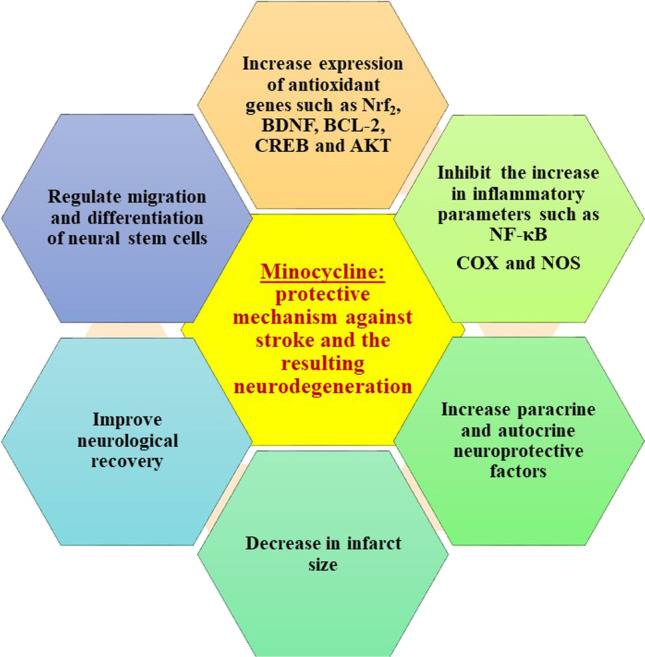 Increase expression
of antioxidant
genes such as Nrf₂,
BDNF, BCL-2,
CREB and AKT
Inhibit the increase
in inflammatory
parameters such as
NF-κB
COX and NOS
Regulate migration
and differentiation
of neural stem cells
Minocycline:
protective
mechanism against
stroke and the
resulting
neurodegeneration
Increase paracrine
and autocrine
neuroprotective
factors
Improve
neurological
recovery
Decrease in infarct
size